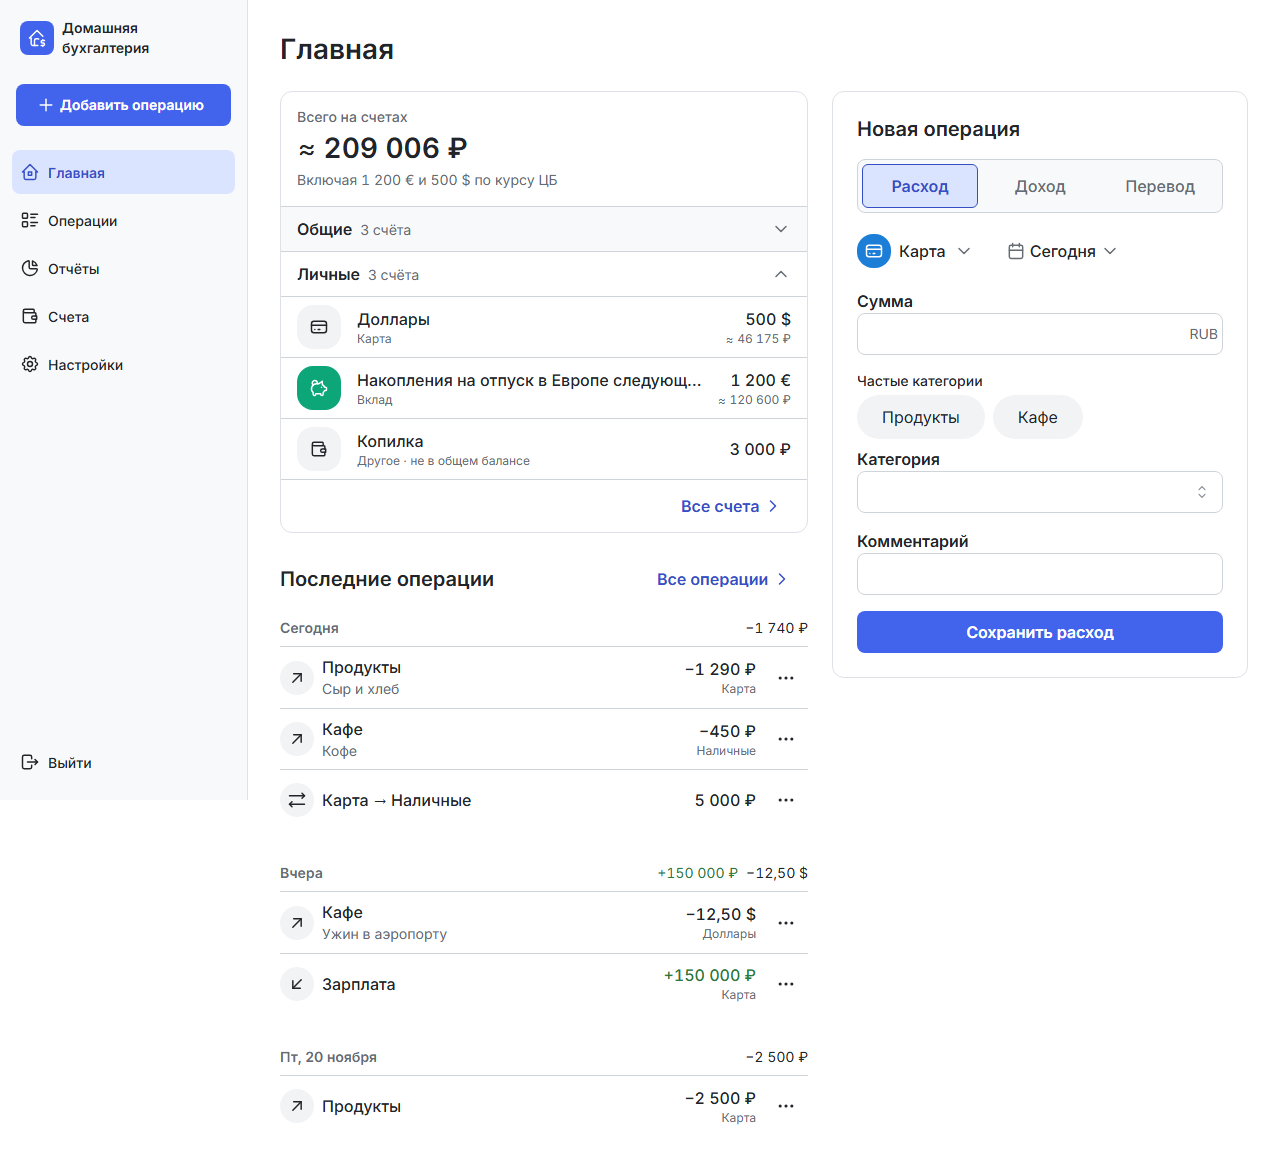 Домашняя
бухгалтерия
Добавить операцию
Главная
Операции
Отчёты
Счета
Настройки
Выйти
Главная
Всего на счетах
≈ 209 006 ₽
Включая 1 200 € и 500 $ по курсу ЦБ
Общие 3 счёта
Личные 3 счёта
Доллары 500 $
Карта ≈ 46 175 ₽
Накопления на отпуск в Европе следующ... 1 200 €
Вклад ≈ 120 600 ₽
Копилка 3 000 ₽
Другое · не в общем балансе
Все счета
Последние операции Все операции
Сегодня −1 740 ₽
Продукты −1 290 ₽
Сыр и хлеб Карта
Кафе −450 ₽
Кофе Наличные
Карта → Наличные 5 000 ₽
Вчера +150 000 ₽ −12,50 $
Кафе −12,50 $
Ужин в аэропорту Доллары
Зарплата +150 000 ₽
Карта
Пт, 20 ноября −2 500 ₽
Продукты −2 500 ₽
Карта
Новая операция
Расход Доход Перевод
Карта Сегодня
Сумма
RUB
Частые категории
Продукты Кафе
Категория
Комментарий
Сохранить расход